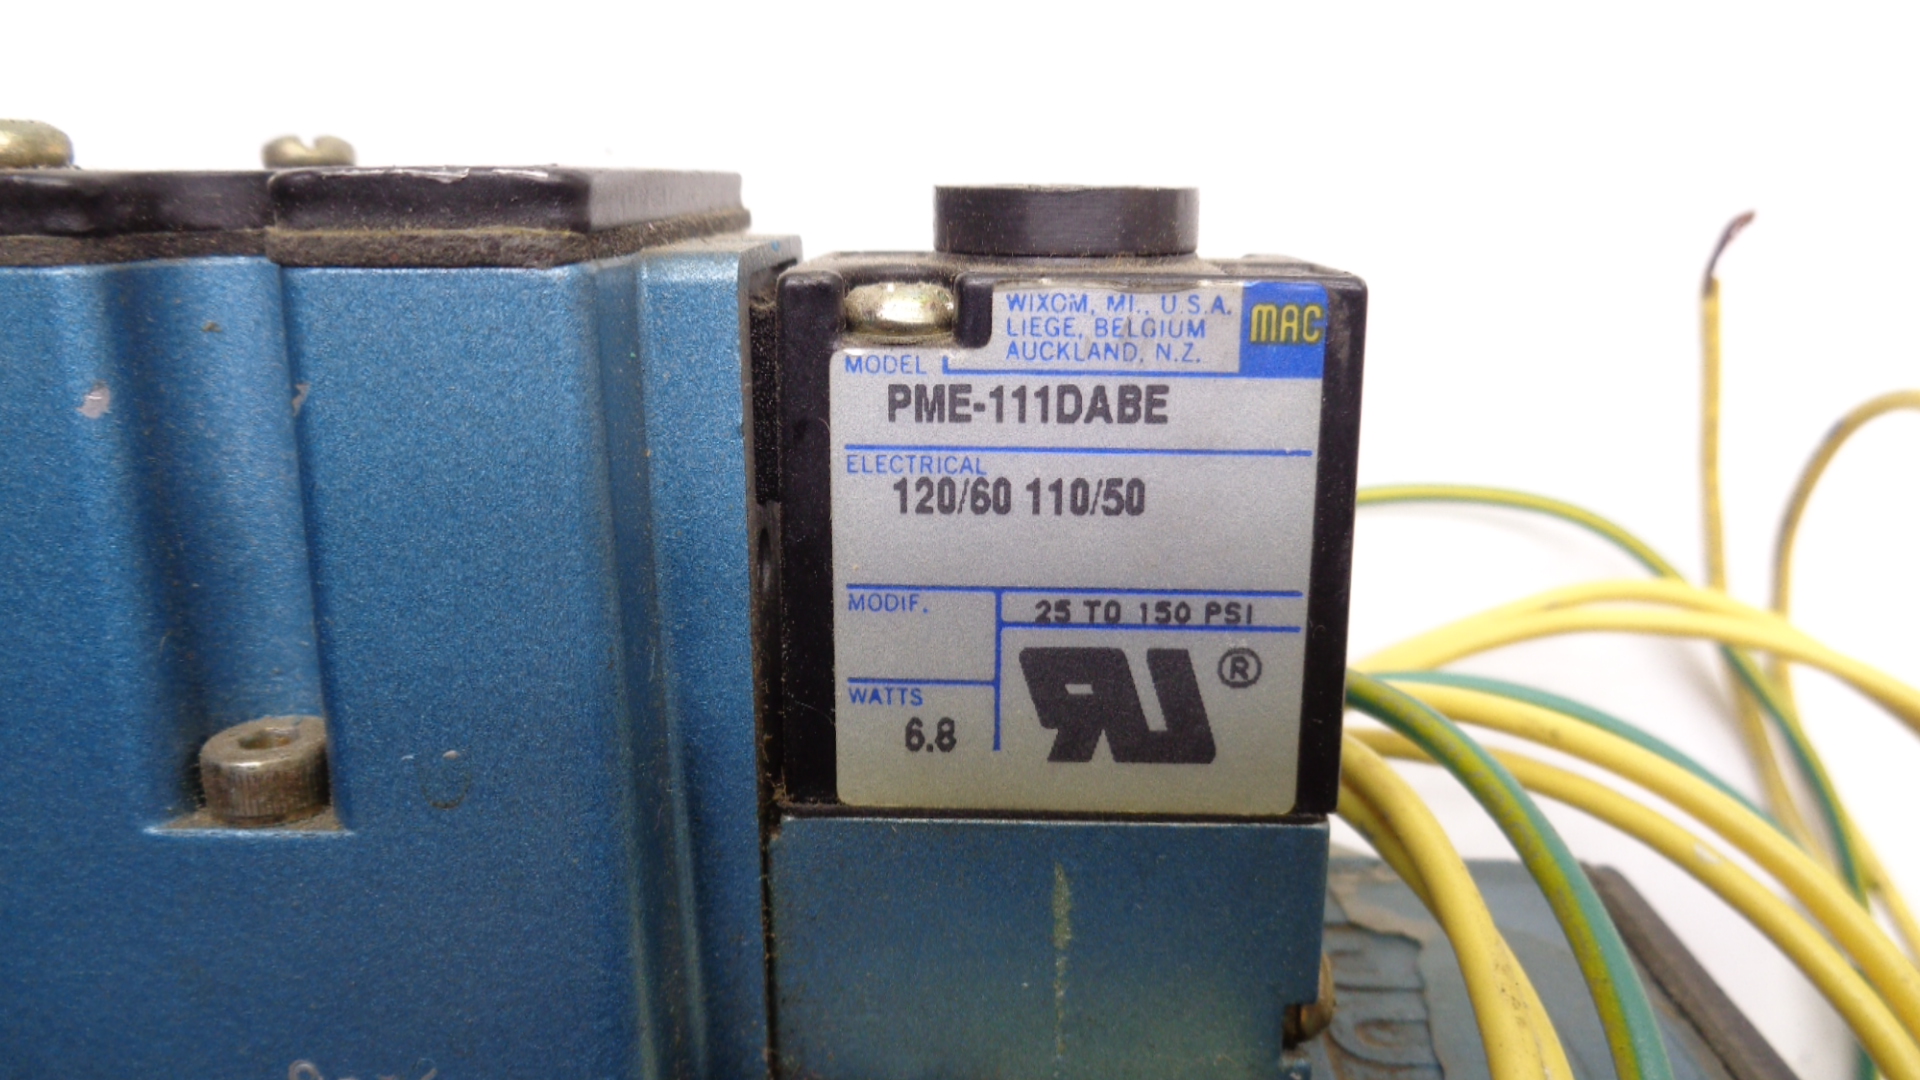 WIXOM, MI., U.S.A.
LIEGE, BELGIUM
AUCKLAND, N.Z.
MAC
MODEL
PME-111DABE
ELECTRICAL
120/60 110/50
MODIF.
25 TO 150 PSI
WATTS
6.8
RU ®